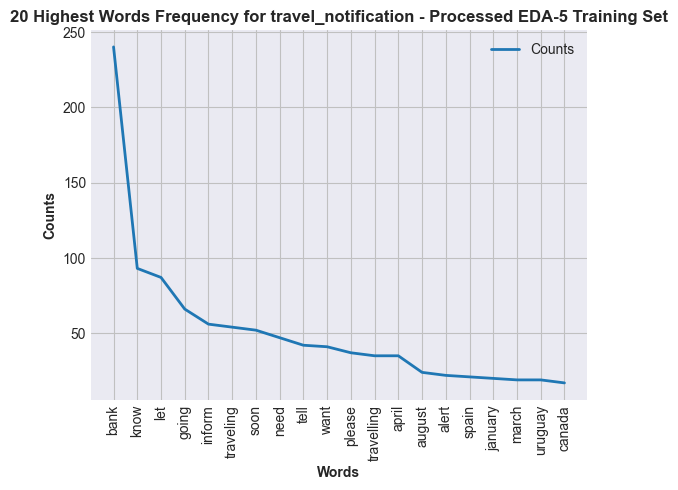 20 Highest Words Frequency for travel_notification - Processed EDA-5 Training Set
Counts
250
200
150
100
50
Counts
bank
know
let
going
inform
traveling
soon
need
tell
want
please
travelling
april
august
alert
spain
january
march
uruguay
canada
Words